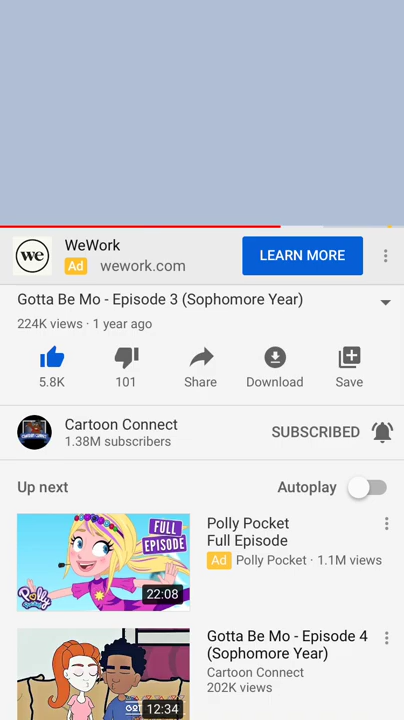 we
WeWork
Ad wework.com
LEARN MORE
Gotta Be Mo - Episode 3 (Sophomore Year)
224K views · 1 year ago
5.8K
101
Share
Download
Save
Cartoon Connect
1.38M subscribers
SUBSCRIBED
Up next
Autoplay
FULL
EPISODE
Polly
22:08
Polly Pocket
Full Episode
Ad Polly Pocket · 1.1M views
12:34
Gotta Be Mo - Episode 4
(Sophomore Year)
Cartoon Connect
202K views